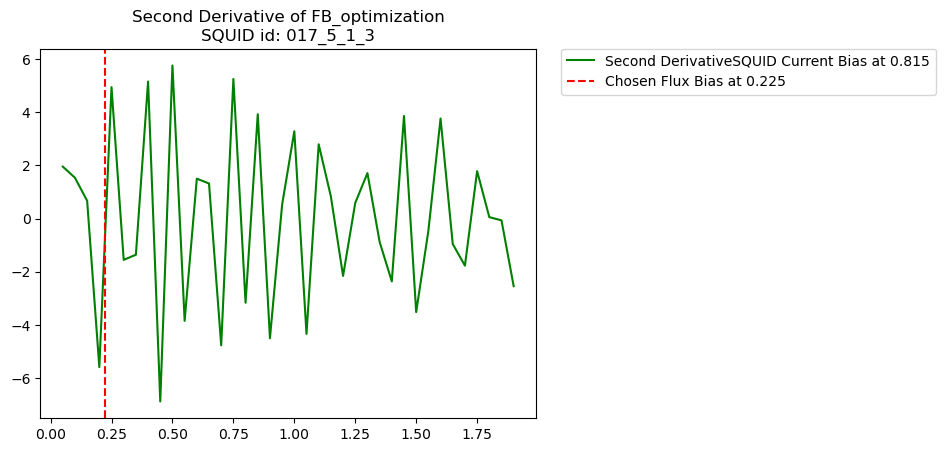 Second Derivative of FB_optimization
SQUID id: 017_5_1_3
Second DerivativeSQUID Current Bias at 0.815
Chosen Flux Bias at 0.225
6
4
2
0
−2
−4
−6
0.00 0.25 0.50 0.75 1.00 1.25 1.50 1.75